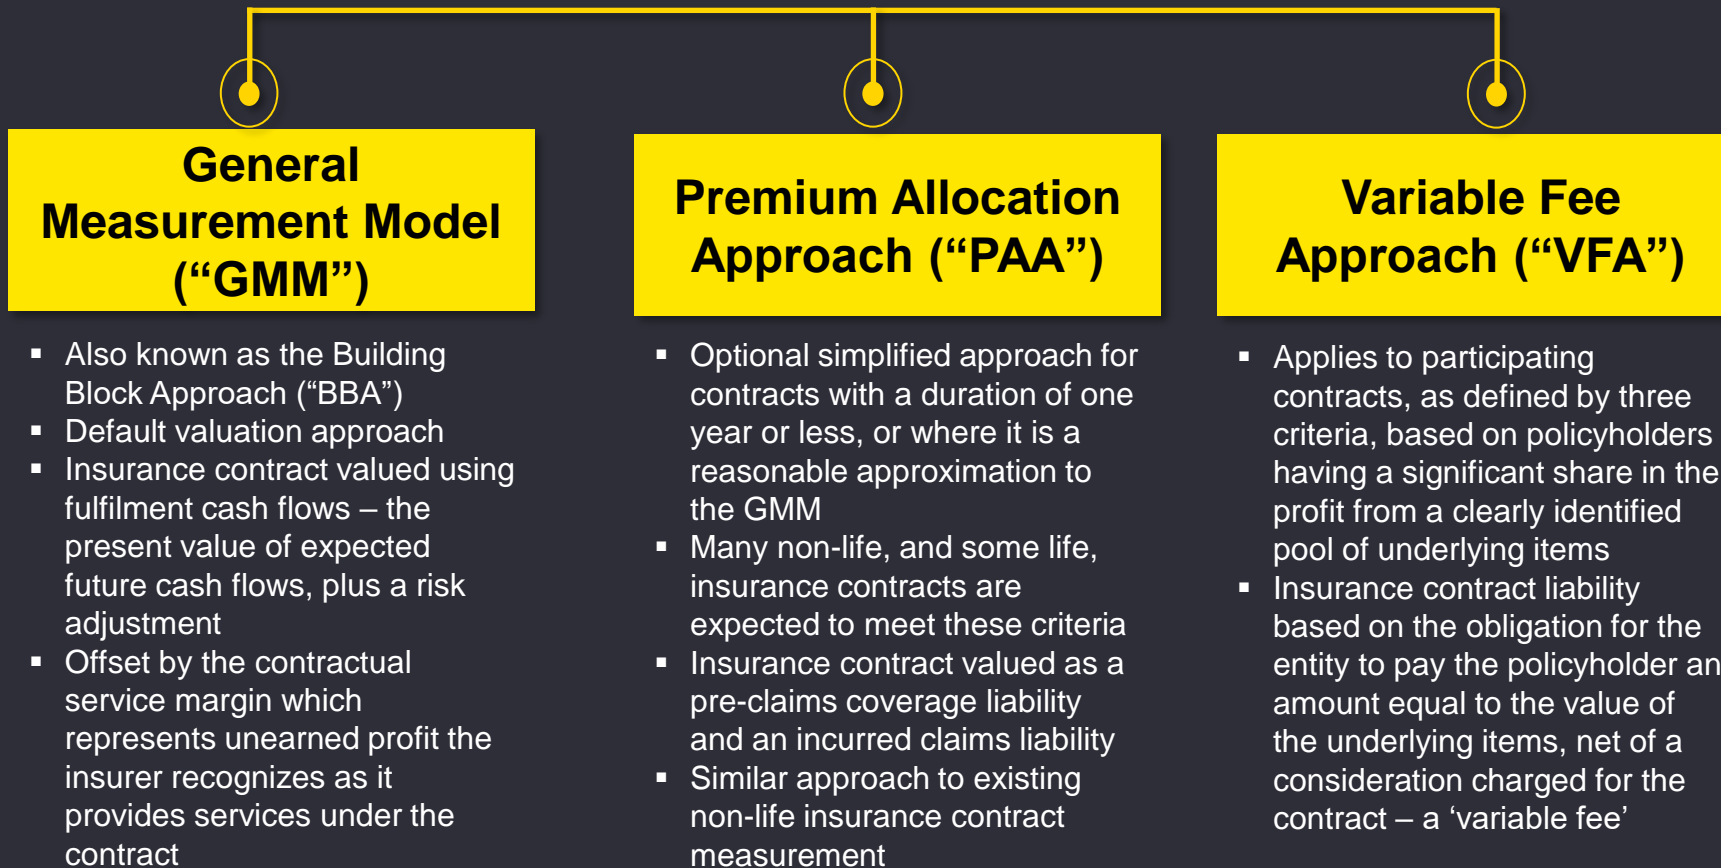 General
Measurement Model
(“GMM”)
▪ Also known as the Building
Block Approach (“BBA”)
▪ Default valuation approach
▪ Insurance contract valued using
fulfilment cash flows – the
present value of expected
future cash flows, plus a risk
adjustment
▪ Offset by the contractual
service margin which
represents unearned profit the
insurer recognizes as it
provides services under the
contract
Premium Allocation
Approach (“PAA”)
▪ Optional simplified approach for
contracts with a duration of one
year or less, or where it is a
reasonable approximation to
the GMM
▪ Many non-life, and some life,
insurance contracts are
expected to meet these criteria
▪ Insurance contract valued as a
pre-claims coverage liability
and an incurred claims liability
▪ Similar approach to existing
non-life insurance contract
measurement
Variable Fee
Approach (“VFA”)
▪ Applies to participating
contracts, as defined by three
criteria, based on policyholders
having a significant share in the
profit from a clearly identified
pool of underlying items
▪ Insurance contract liability
based on the obligation for the
entity to pay the policyholder an
amount equal to the value of
the underlying items, net of a
consideration charged for the
contract – a ‘variable fee’